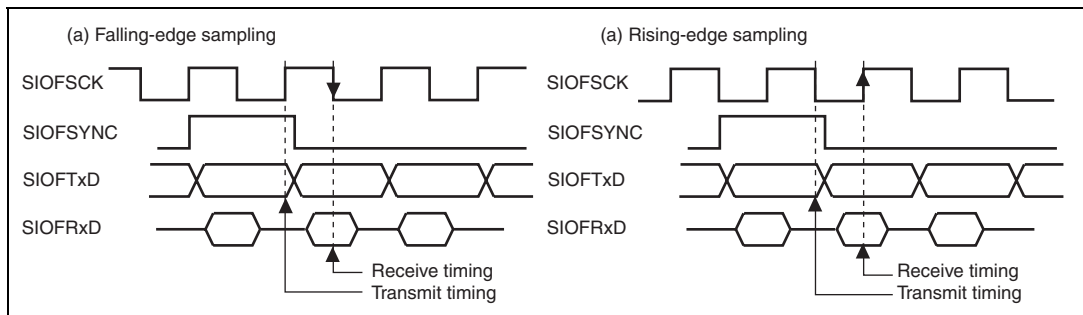 (a) Falling-edge sampling
SIOFSCK
SIOFSYNC
SIOFTxD
SIOFRxD
Receive timing
Transmit timing
(a) Rising-edge sampling
SIOFSCK
SIOFSYNC
SIOFTxD
SIOFRxD
Receive timing
Transmit timing